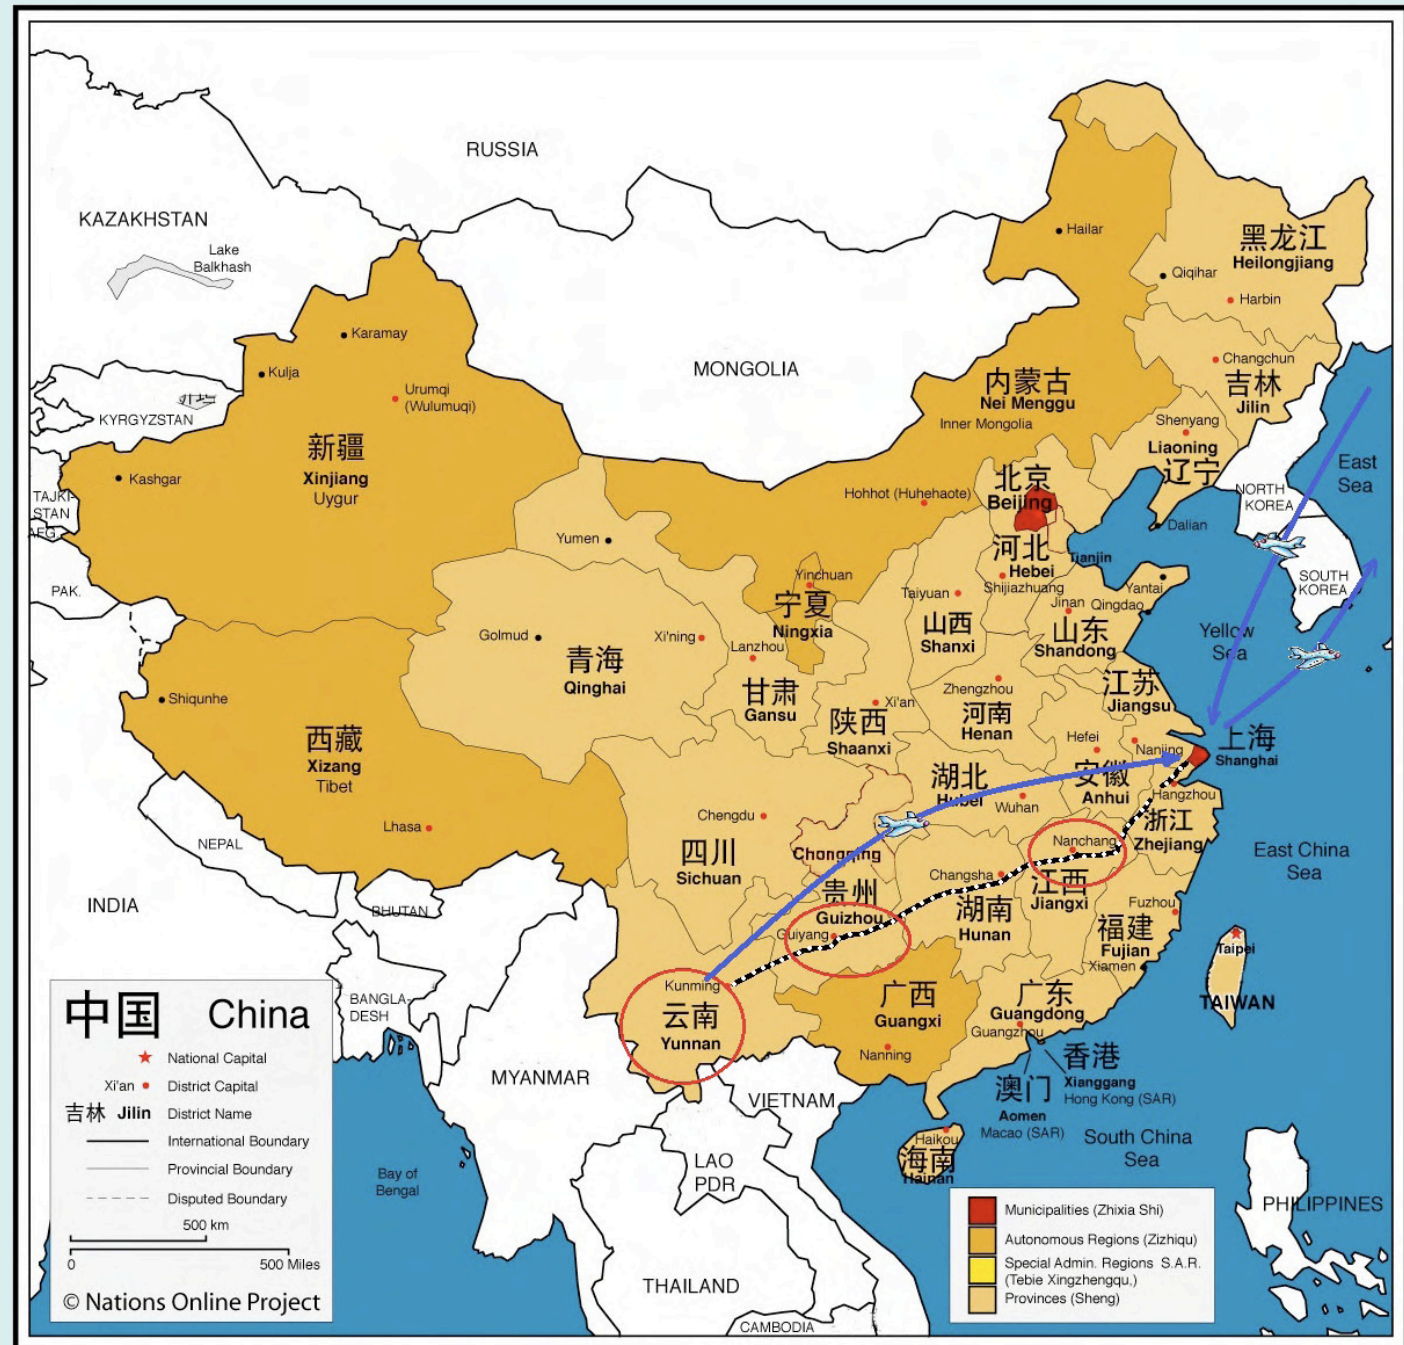 RUSSIA
KAZAKHSTAN
Lake
Balkhash
Hailar
黑龙江
Heilongjiang
Qiqihar
Harbin
Karamay
Kulja
Urumqi
(Wulumuqi)
MONGOLIA
Changchun
吉林
Jilin
内蒙古
Nei Menggu
Inner Mongolia
KYRGYZSTAN
Shenyang
Liaoning
辽宁
新疆
Xinjiang
Uygur
Kashgar
TAJKI-
STAN
AFG.
北京
Beijing
Hohhot (Huhehaote)
East
Sea
NORTH
KOREA
Dalian
Yumen
河北
Hebei
Tianjin
Shijiazhuang
PAK.
Yinchuan
宁夏
Ningxia
Taiyuan
山西
Shanxi
Yantai
Jinan
Qingdao
山东
Shandong
SOUTH
KOREA
Yellow
Sea
Golmud
Xi'ning
青海
Qinghai
Lanzhou
甘肃
Gansu
Shiqunhe
Xi'an
陕西
Shaanxi
Zhengzhou
河南
Henan
江苏
Jiangsu
西藏
Xizang
Tibet
Hefei
Nanjing
安徽
Anhui
上海
Shanghai
湖北
Hubei
Wuhan
Hangzhou
浙江
Zhejiang
Lhasa
Chengdu
四川
Sichuan
Chongqing
Nanchang
江西
Jiangxi
East China
Sea
NEPAL
INDIA
BHUTAN
Changsha
湖南
Hunan
贵州
Guizhou
Guiyang
Fuzhou
福建
Fujian
Xiamen
Taipei
TAIWAN
Kunming
云南
Yunnan
广西
Guangxi
Nanning
广东
Guangdong
Guangzhou
BANGLA-
DESH
MYANMAR
VIETNAM
香港
Xianggang
Hong Kong (SAR)
澳门
Aomen
Macao (SAR)
South China
Sea
Haikou
海南
Hainan
LAO
PDR
Bay of
Bengal
PHILIPPINES
THAILAND
CAMBODIA
中国 China
National Capital
Xi'an District Capital
吉林 Jilin District Name
International Boundary
Provincial Boundary
Disputed Boundary
500 km
0 500 Miles
© Nations Online Project
Municipalities (Zhixia Shi)
Autonomous Regions (Zizhiqu)
Special Admin. Regions S.A.R.
(Tebie Xingzhengqu,)
Provinces (Sheng)